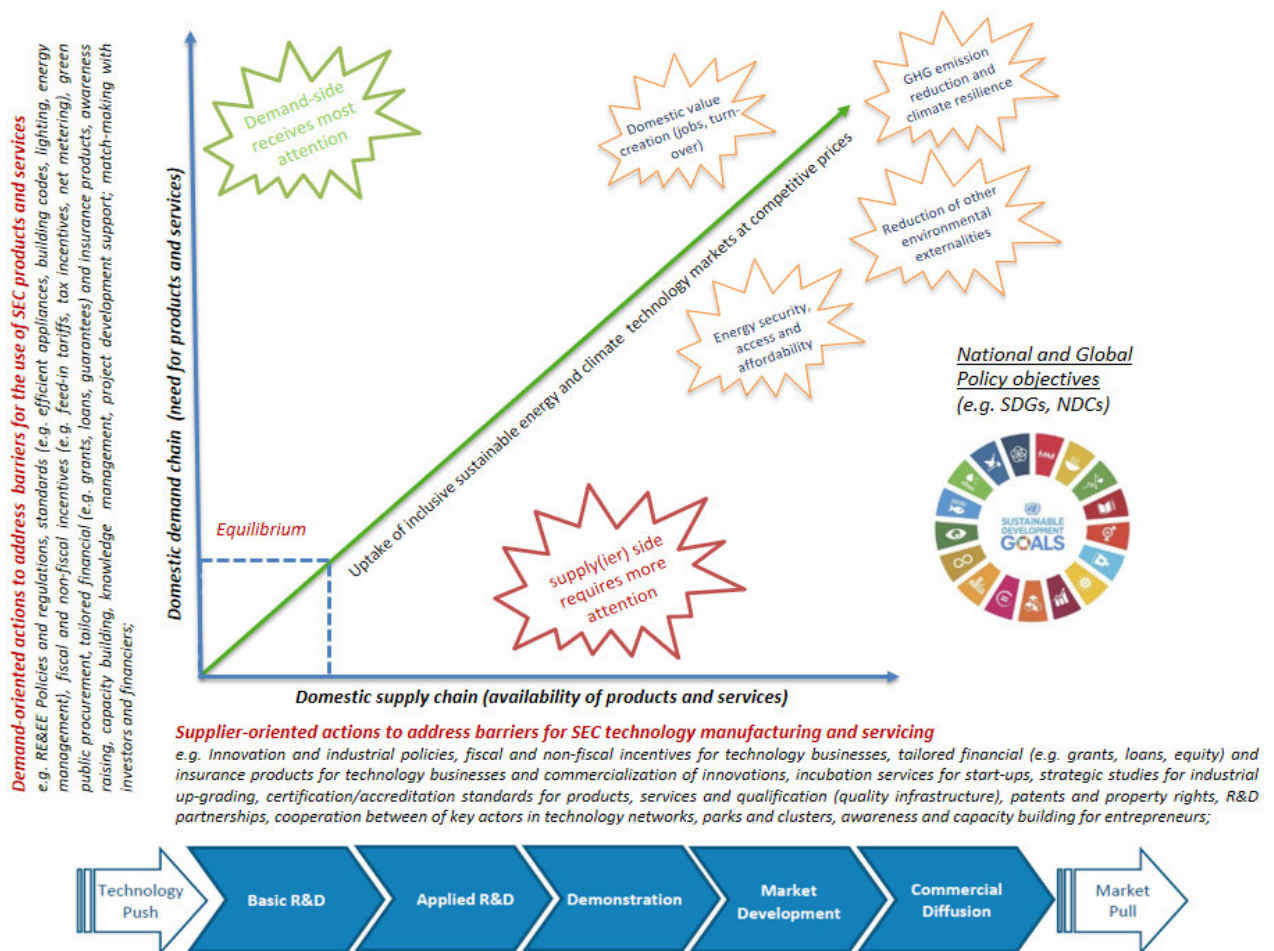 Demand-oriented actions to address barriers for the use of SEC products and services
e.g. RE&EE Policies and regulations, standards (e.g. efficient appliances, building codes, lighting, energy
management), fiscal and non-fiscal incentives (e.g. feed-in tariffs, tax incentives, net metering), green
public procurement, tailored financial (e.g. grants, loans, guarantees) and insurance products, awareness
raising, capacity building, knowledge management, project development support; match-making with
investors and financiers;
Domestic demand chain (need for products and services)
Demand-side
receives most
attention
Domestic value
creation (jobs, turn-
over)
GHG emission
reduction and
climate resilience
Reduction of other
environmental
externalities
Energy security,
access and
affordability
Uptake of inclusive sustainable energy and climate technology markets at competitive prices
Equilibrium
supply(ier) side
requires more
attention
National and Global
Policy objectives
(e.g. SDGs, NDCs)
SUSTAINABLE
DEVELOPMENT
GOALS
Domestic supply chain (availability of products and services)
Supplier-oriented actions to address barriers for SEC technology manufacturing and servicing
e.g. Innovation and industrial policies, fiscal and non-fiscal incentives for technology businesses, tailored financial (e.g. grants, loans, equity) and
insurance products for technology businesses and commercialization of innovations, incubation services for start-ups, strategic studies for industrial
up-grading, certification/accreditation standards for products, services and qualification (quality infrastructure), patents and property rights, R&D
partnerships, cooperation between of key actors in technology networks, parks and clusters, awareness and capacity building for entrepreneurs;
Technology
Push
Basic R&D
Applied R&D
Demonstration
Market
Development
Commercial
Diffusion
Market
Pull